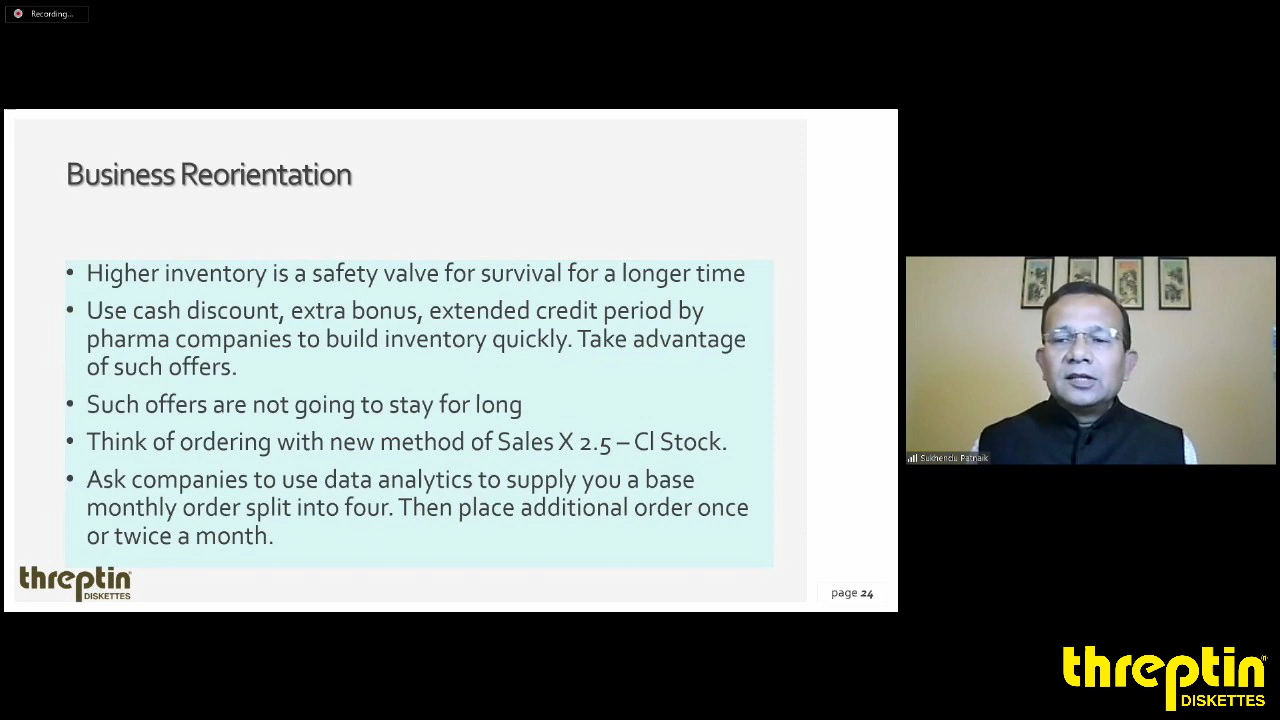 Recording...
Business Reorientation
• Higher inventory is a safety valve for survival for a longer time
• Use cash discount, extra bonus, extended credit period by
pharma companies to build inventory quickly. Take advantage
of such offers.
• Such offers are not going to stay for long
• Think of ordering with new method of Sales X 2.5 – Cl Stock.
• Ask companies to use data analytics to supply you a base
monthly order split into four. Then place additional order once
or twice a month.
threptin
DISKETTES
page 24
Sukhendu Patnaik
threptin
DISKETTES